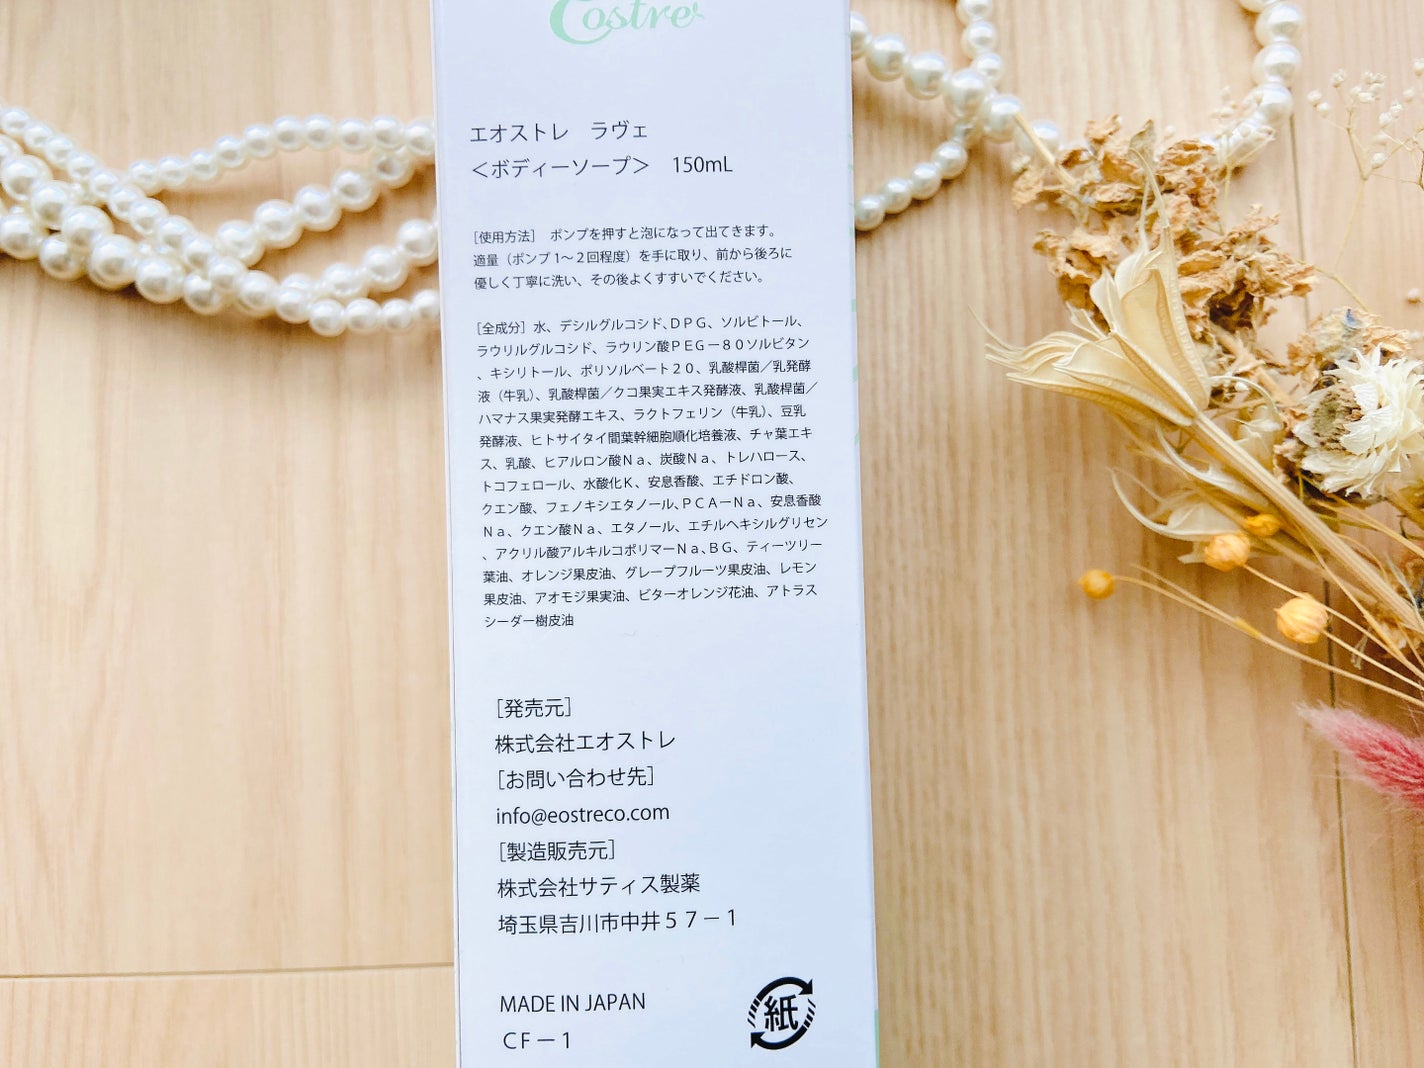 Eostre
エオストレ　ラヴェ
＜ボディーソープ＞　150mL
［使用方法］　ポンプを押すと泡になって出てきます。
適量（ポンプ1～2回程度）を手に取り、前から後ろに
優しく丁寧に洗い、その後よくすすいでください。
［全成分］水、デシルグルコシド、ＤＰＧ、ソルビトール、
ラウリルグルコシド、ラウリン酸ＰＥＧ－８０ソルビタン
、キシリトール、ポリソルベート２０、乳酸桿菌／乳発酵
液（牛乳）、乳酸桿菌／クコ果実エキス発酵液、乳酸桿菌／
ハマナス果実発酵エキス、ラクトフェリン（牛乳）、豆乳
発酵液、ヒトサイタイ間葉幹細胞順化培養液、チャ葉エキ
ス、乳酸、ヒアルロン酸Ｎａ、炭酸Ｎａ、トレハロース、
トコフェロール、水酸化Ｋ、安息香酸、エチドロン酸、
クエン酸、フェノキシエタノール、ＰＣＡ－Ｎａ、安息香酸
Ｎａ、クエン酸Ｎａ、エタノール、エチルヘキシルグリセン
、アクリル酸アルキルコポリマーＮａ、ＢＧ、ティーツリー
葉油、オレンジ果皮油、グレープフルーツ果皮油、レモン
果皮油、アオモジ果実油、ビターオレンジ花油、アトラス
シーダー樹皮油
［発売元］
株式会社エオストレ
［お問い合わせ先］
info@eostreco.com
［製造販売元］
株式会社サティス製薬
埼玉県吉川市中井５７－１
MADE IN JAPAN
ＣＦ－１
紙